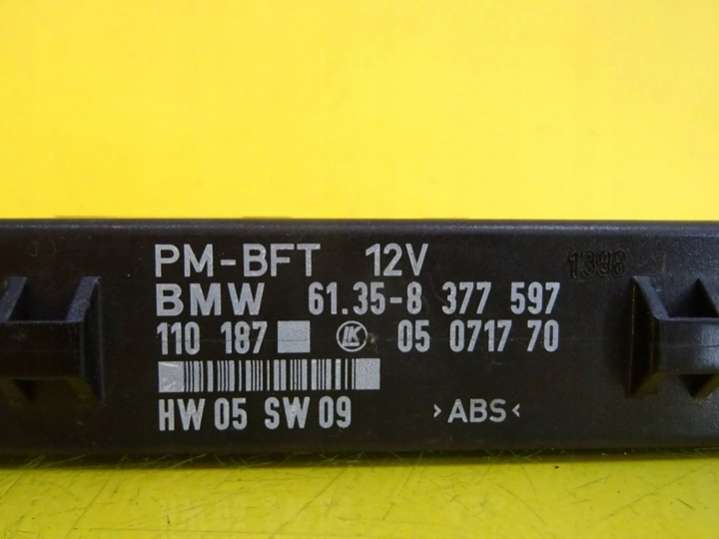 PM-BFT 12V 1398
BMW 61.35-8 377 597
110 187 LK 05 0717 70
HW 05 SW 09 >ABS<